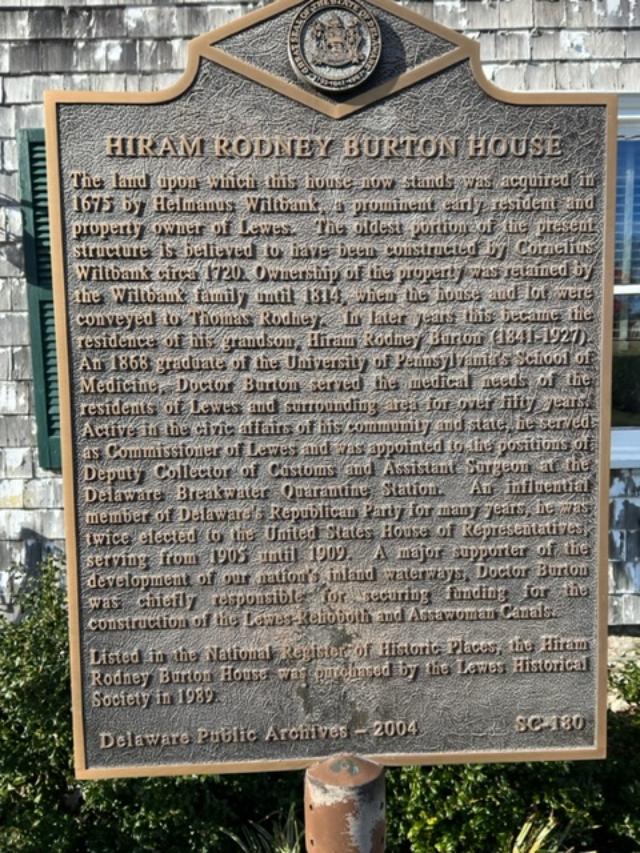 HIRAM RODNEY BURTON HOUSE
The land upon which this house now stands was acquired in
1675 by Helmanus Wiltbank, a prominent early resident and
property owner of Lewes. The oldest portion of the present
structure is believed to have been constructed by Cornelius
Wiltbank circa 1720. Ownership of the property was retained by
the Wiltbank family until 1814, when the house and lot were
conveyed to Thomas Rodney. In later years this became the
residence of his grandson, Hiram Rodney Burton (1841-1927).
An 1868 graduate of the University of Pennsylvania's School of
Medicine, Doctor Burton served the medical needs of the
residents of Lewes and surrounding area for over fifty years.
Active in the civic affairs of his community and state, he served
as Commissioner of Lewes and was appointed to the positions of
Deputy Collector of Customs and Assistant Surgeon at the
Delaware Breakwater Quarantine Station. An influential
member of Delaware's Republican Party for many years, he was
twice elected to the United States House of Representatives,
serving from 1905 until 1909. A major supporter of the
development of our nation's inland waterways, Doctor Burton
was chiefly responsible for securing funding for the
construction of the Lewes-Rehoboth and Assawoman Canals.
Listed in the National Register of Historic Places, the Hiram
Rodney Burton House was purchased by the Lewes Historical
Society in 1989.
Delaware Public Archives – 2004 SC-180